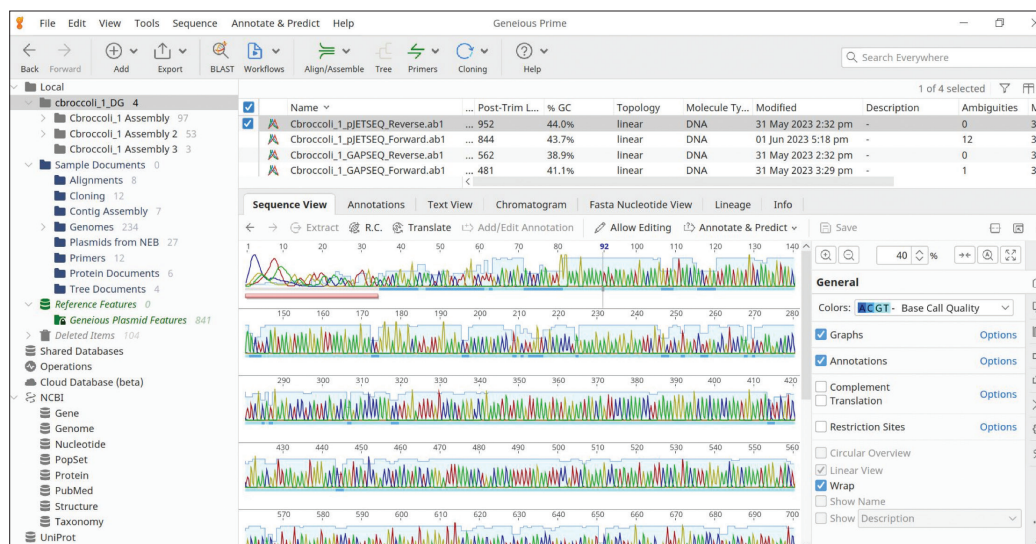 File Edit View Tools Sequence Annotate & Predict Help Geneious Prime
Back Forward Add Export BLAST Workflows Align/Assemble Tree Primers Cloning Help
Search Everywhere
1 of 4 selected
Local
cbroccoli_1_DG 4
Cbroccoli_1 Assembly 97
Cbroccoli_1 Assembly 2 53
Cbroccoli_1 Assembly 3 3
Sample Documents 0
Alignments 8
Cloning 12
Contig Assembly 7
Genomes 234
Plasmids from NEB 27
Primers 12
Protein Documents 6
Tree Documents 4
Reference Features 0
Geneious Plasmid Features 841
Deleted Items 104
Shared Databases
Operations
Cloud Database (beta)
NCBI
Gene
Genome
Nucleotide
PopSet
Protein
PubMed
Structure
Taxonomy
UniProt
Name ... Post-Trim L... % GC Topology Molecule Ty... Modified Description Ambiguities M
Cbroccoli_1_pJETSEQ_Reverse.ab1 ... 952 44.0% linear DNA 31 May 2023 2:32 pm - 0 3
Cbroccoli_1_pJETSEQ_Forward.ab1 ... 844 43.7% linear DNA 01 Jun 2023 5:18 pm - 12 3
Cbroccoli_1_GAPSEQ_Reverse.ab1 ... 562 38.9% linear DNA 31 May 2023 2:32 pm - 0 3
Cbroccoli_1_GAPSEQ_Forward.ab1 ... 481 41.1% linear DNA 31 May 2023 3:29 pm - 1 3
Sequence View Annotations Text View Chromatogram Fasta Nucleotide View Lineage Info
Extract R.C. Translate Add/Edit Annotation Allow Editing Annotate & Predict Save
1 10 20 30 40 50 60 70 80 92 100 110 120 130 140
150 160 170 180 190 200 210 220 230 240 250 260 270 280
290 300 310 320 330 340 350 360 370 380 390 400 410 420
430 440 450 460 470 480 490 500 510 520 530 540 550 560
570 580 590 600 610 620 630 640 650 660 670 680 690 700
40 %
General
Colors: ACGT - Base Call Quality
Graphs Options
Annotations Options
Complement
Translation Options
Restriction Sites Options
Circular Overview
Linear View
Wrap
Show Name
Show Description